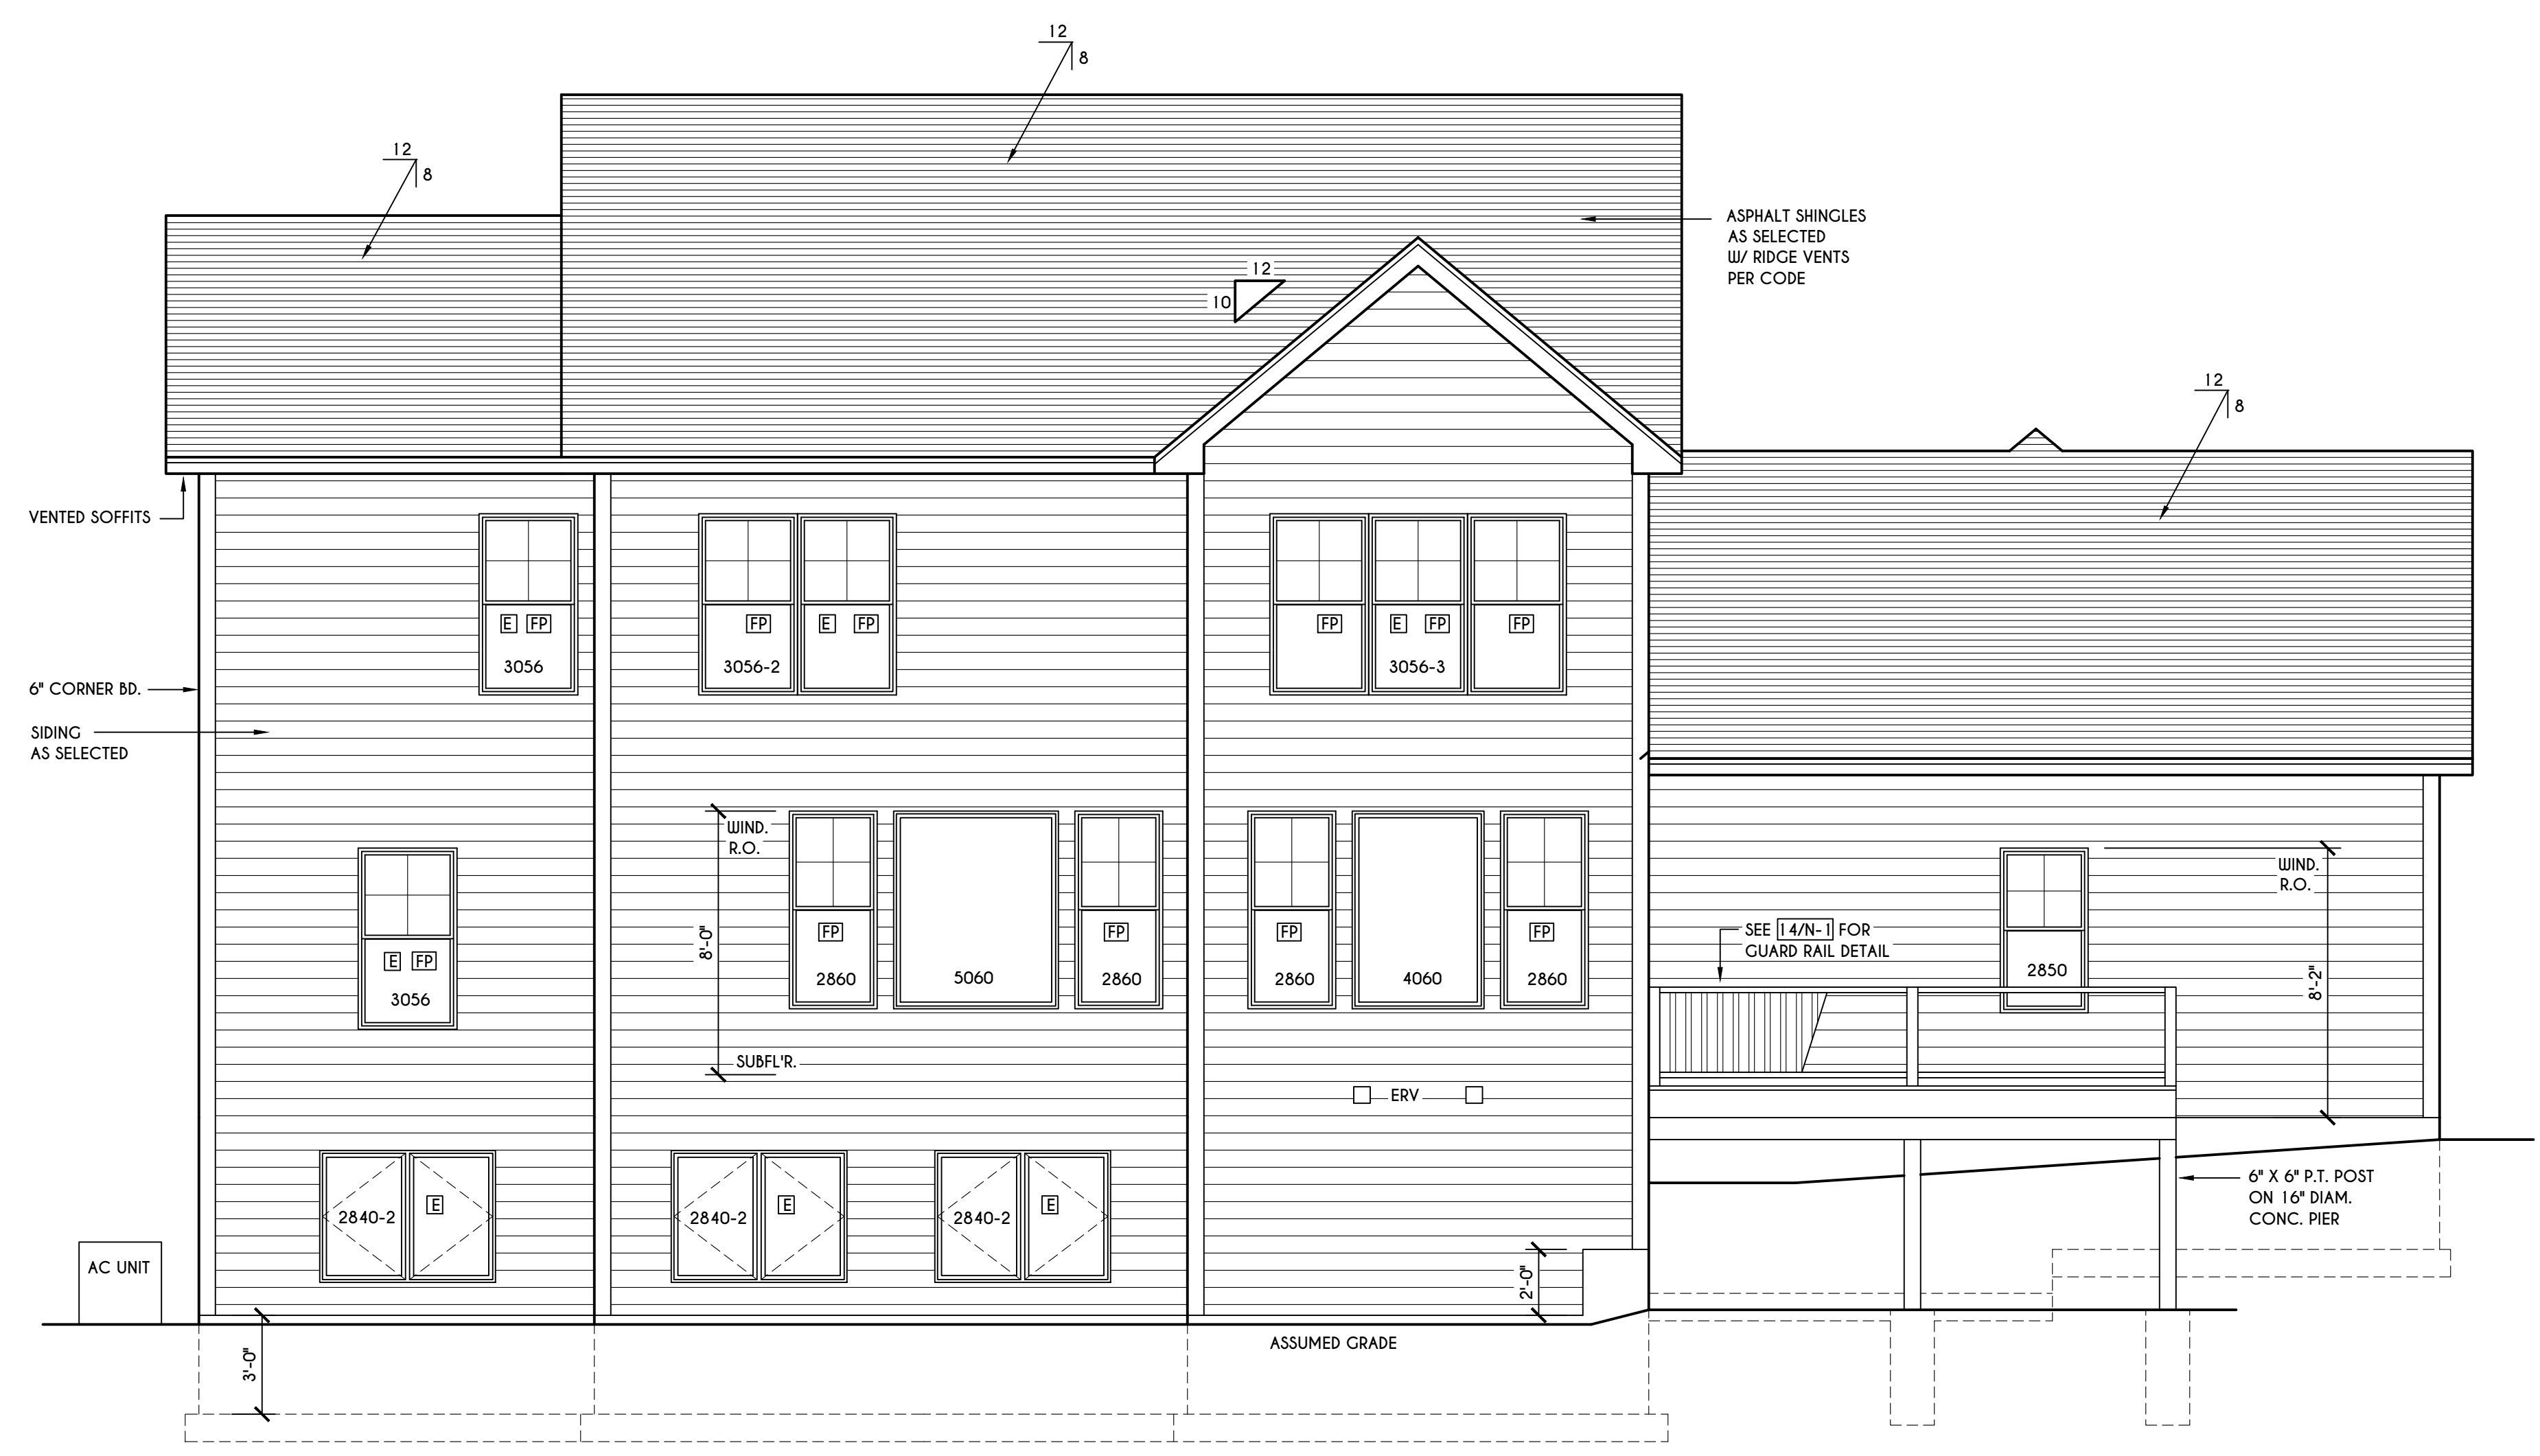 12
8
12
8
ASPHALT SHINGLES
AS SELECTED
W/ RIDGE VENTS
PER CODE
12
10
12
8
VENTED SOFFITS
E FP
3056
FP
3056-2
E FP
FP
E FP
3056-3
FP
6" CORNER BD.
SIDING
AS SELECTED
WIND.
R.O.
8'-0"
SUBFL'R.
E FP
3056
FP
2860
5060
FP
2860
FP
2860
4060
FP
2860
SEE 14/N-1 FOR
GUARD RAIL DETAIL
2850
WIND.
R.O.
8'-2"
ERV
2840-2
E
2840-2
E
2840-2
E
6" X 6" P.T. POST
ON 16" DIAM.
CONC. PIER
AC UNIT
2'-0"
3'-0"
ASSUMED GRADE